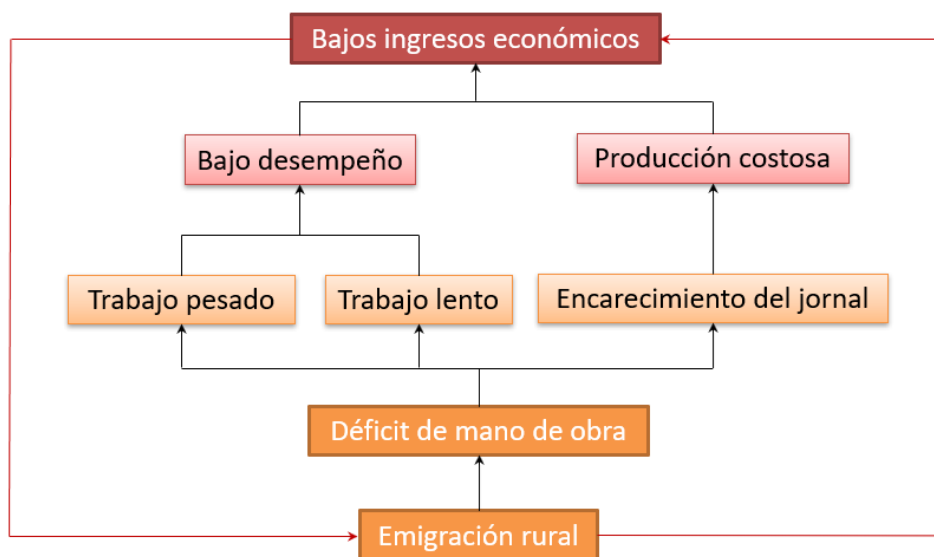 Bajos ingresos económicos
Bajo desempeño
Producción costosa
Trabajo pesado
Trabajo lento
Encarecimiento del jornal
Déficit de mano de obra
Emigración rural